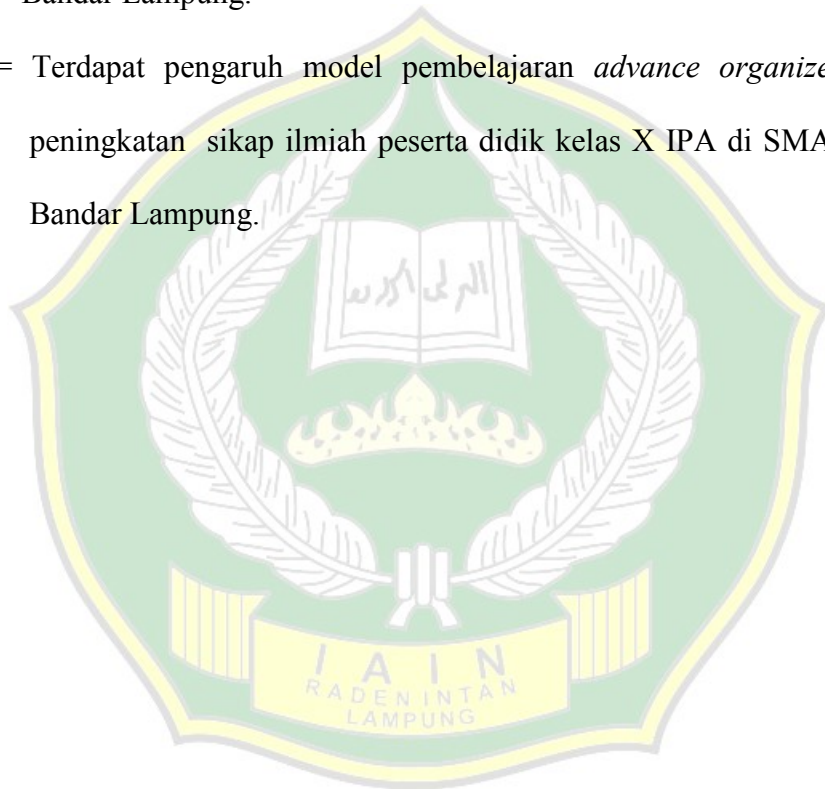 Bandar Lampung.
= Terdapat pengaruh model pembelajaran advance organize
peningkatan sikap ilmiah peserta didik kelas X IPA di SMA
Bandar Lampung.
IAIN
RADEN INTAN
LAMPUNG